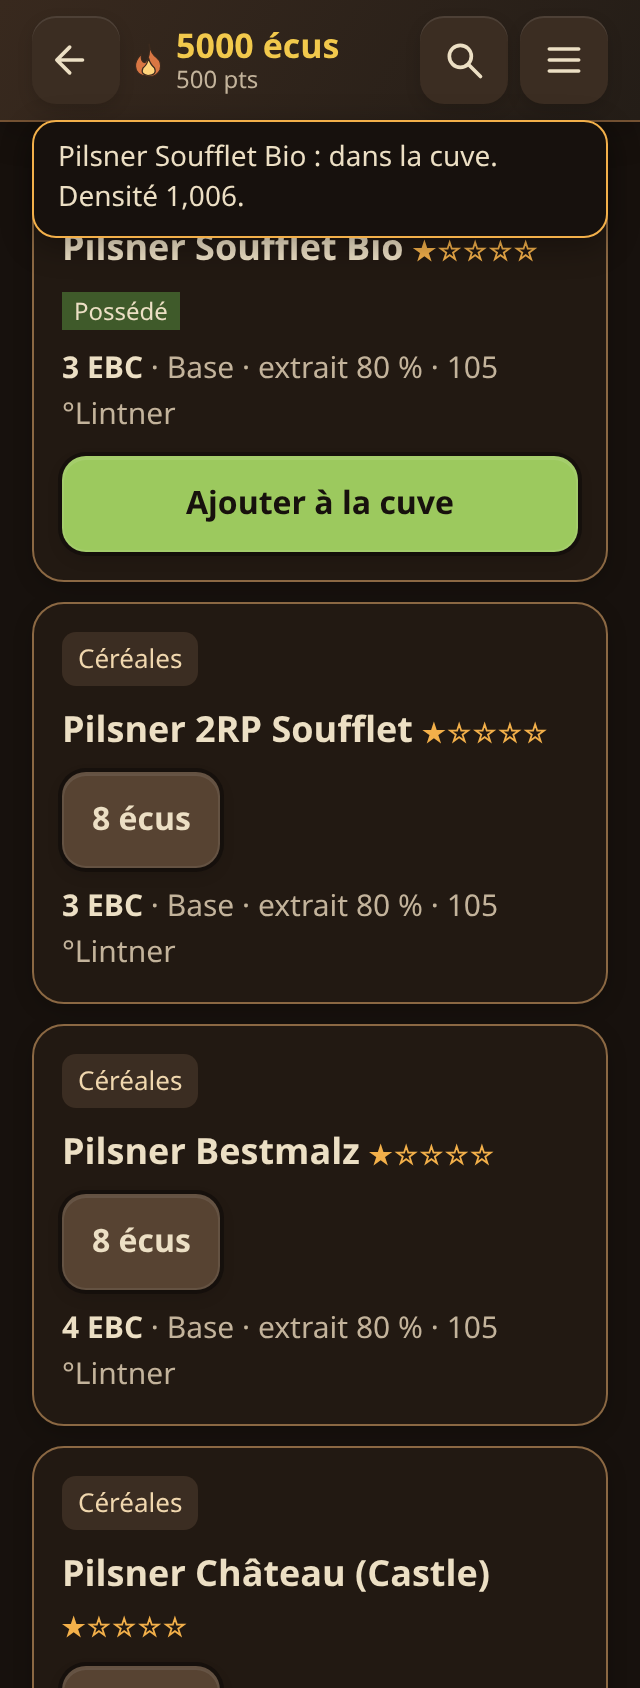 5000 écus
500 pts
Pilsner Soufflet Bio : dans la cuve.
Densité 1,006.
Pilsner Soufflet Bio ★☆☆☆☆
Possédé
3 EBC · Base · extrait 80 % · 105
°Lintner
Ajouter à la cuve
Céréales
Pilsner 2RP Soufflet ★☆☆☆☆
8 écus
3 EBC · Base · extrait 80 % · 105
°Lintner
Céréales
Pilsner Bestmalz ★☆☆☆☆
8 écus
4 EBC · Base · extrait 80 % · 105
°Lintner
Céréales
Pilsner Château (Castle)
★☆☆☆☆